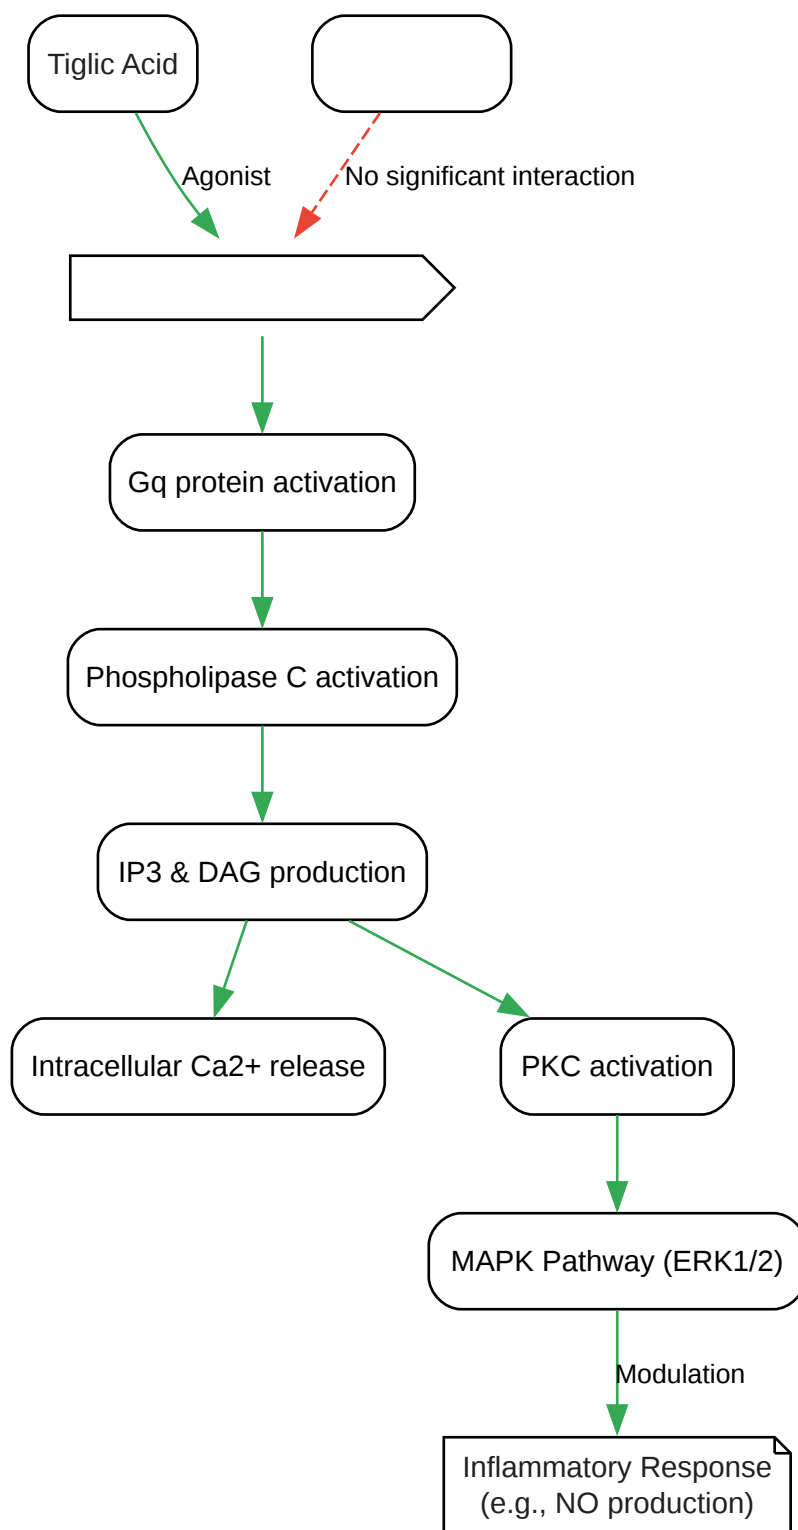 Tiglic Acid
Agonist
No significant interaction
Gq protein activation
Phospholipase C activation
IP3 & DAG production
Intracellular Ca2+ release
PKC activation
MAPK Pathway (ERK1/2)
Modulation
Inflammatory Response
(e.g., NO production)